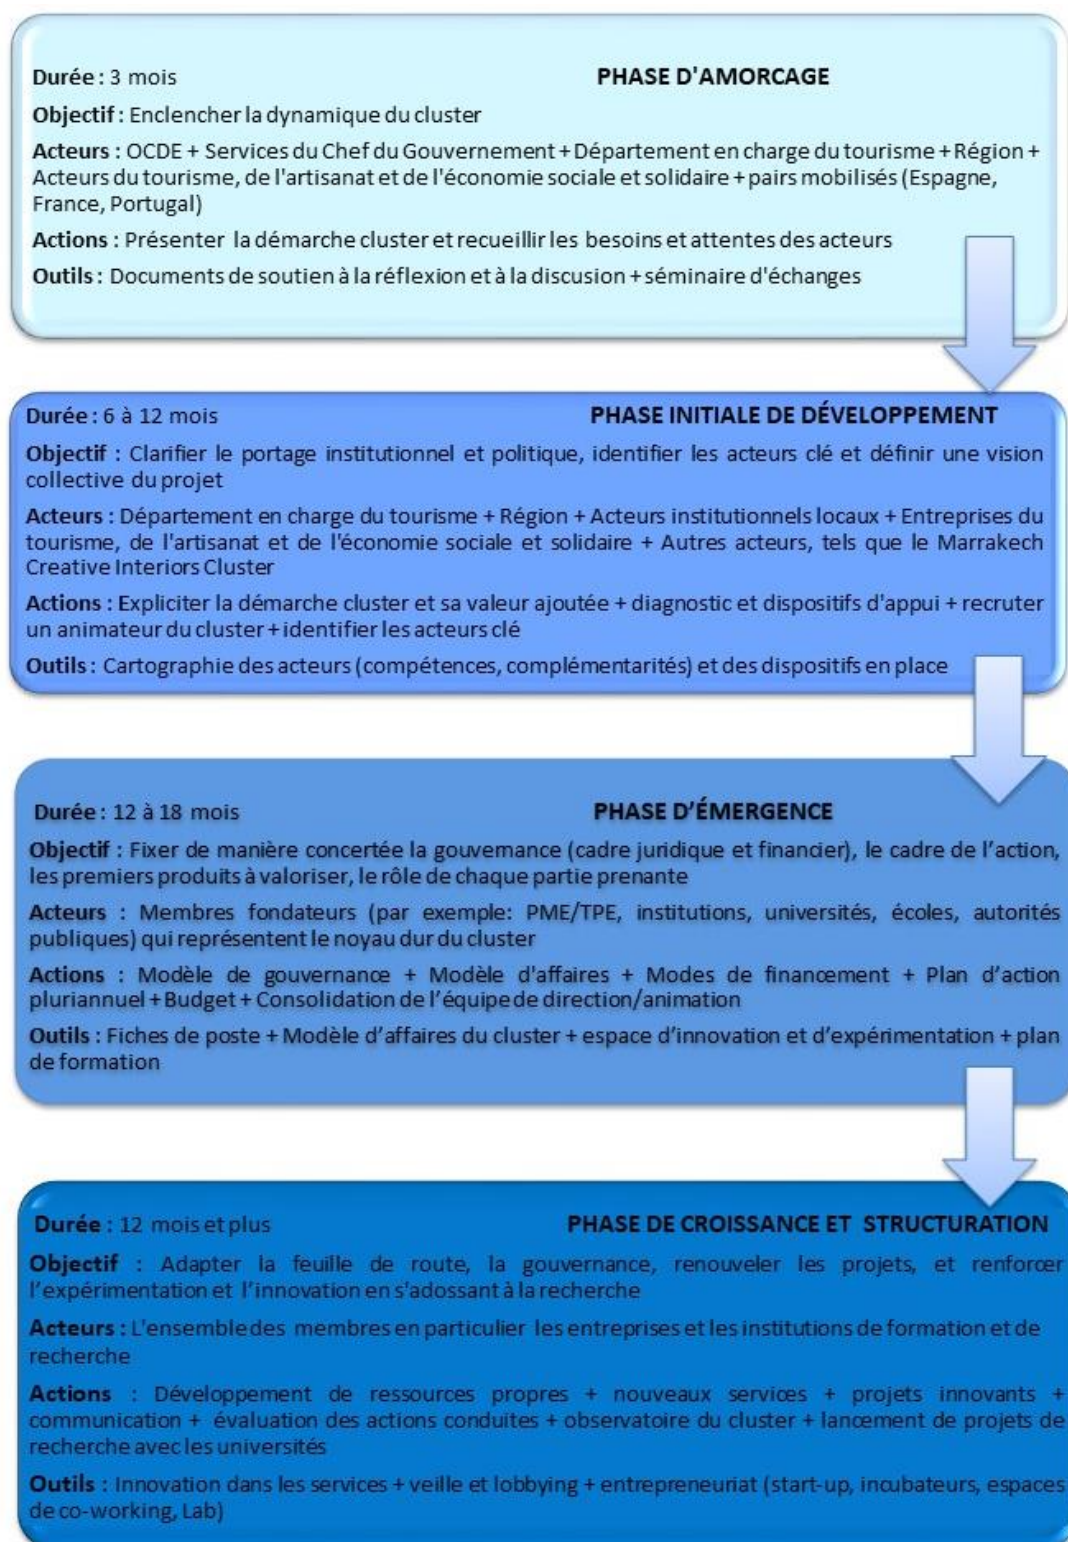 Durée : 3 mois PHASE D'AMORCAGE
Objectif : Enclencher la dynamique du cluster
Acteurs : OCDE + Services du Chef du Gouvernement + Département en charge du tourisme + Région +
Acteurs du tourisme, de l'artisanat et de l'économie sociale et solidaire + pairs mobilisés (Espagne,
France, Portugal)
Actions : Présenter la démarche cluster et recueillir les besoins et attentes des acteurs
Outils : Documents de soutien à la réflexion et à la discusion + séminaire d'échanges
Durée : 6 à 12 mois PHASE INITIALE DE DÉVELOPPEMENT
Objectif : Clarifier le portage institutionnel et politique, identifier les acteurs clé et définir une vision
collective du projet
Acteurs : Département en charge du tourisme + Région + Acteurs institutionnels locaux + Entreprises du
tourisme, de l'artisanat et de l'économie sociale et solidaire + Autres acteurs, tels que le Marrakech
Creative Interiors Cluster
Actions : Expliciter la démarche cluster et sa valeur ajoutée + diagnostic et dispositifs d'appui + recruter
un animateur du cluster + identifier les acteurs clé
Outils : Cartographie des acteurs (compétences, complémentarités) et des dispositifs en place
Durée : 12 à 18 mois PHASE D’ÉMERGENCE
Objectif : Fixer de manière concertée la gouvernance (cadre juridique et financier), le cadre de l’action,
les premiers produits à valoriser, le rôle de chaque partie prenante
Acteurs : Membres fondateurs (par exemple: PME/TPE, institutions, universités, écoles, autorités
publiques) qui représentent le noyau dur du cluster
Actions : Modèle de gouvernance + Modèle d'affaires + Modes de financement + Plan d’action
pluriannuel + Budget + Consolidation de l’équipe de direction/animation
Outils : Fiches de poste + Modèle d’affaires du cluster + espace d’innovation et d’expérimentation + plan
de formation
Durée : 12 mois et plus PHASE DE CROISSANCE ET STRUCTURATION
Objectif : Adapter la feuille de route, la gouvernance, renouveler les projets, et renforcer
l’expérimentation et l’innovation en s'adossant à la recherche
Acteurs : L'ensemble des membres en particulier les entreprises et les institutions de formation et de
recherche
Actions : Développement de ressources propres + nouveaux services + projets innovants +
communication + évaluation des actions conduites + observatoire du cluster + lancement de projets de
recherche avec les universités
Outils : Innovation dans les services + veille et lobbying + entrepreneuriat (start-up, incubateurs, espaces
de co-working, Lab)